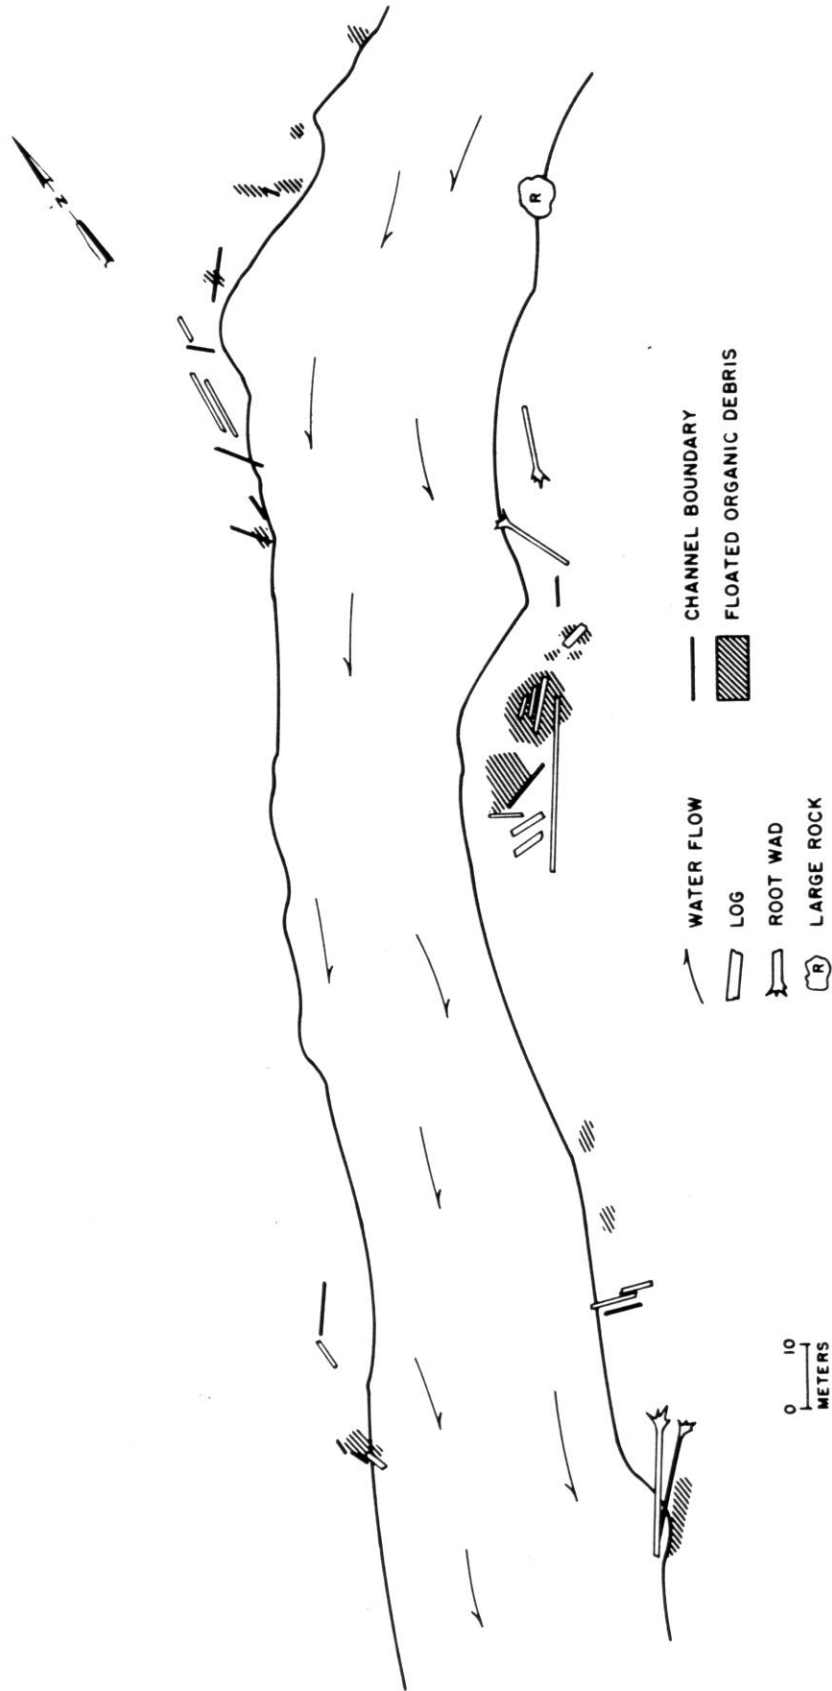 N
R
WATER FLOW
LOG
ROOT WAD
R LARGE ROCK
CHANNEL BOUNDARY
FLOATED ORGANIC DEBRIS
0 10
METERS